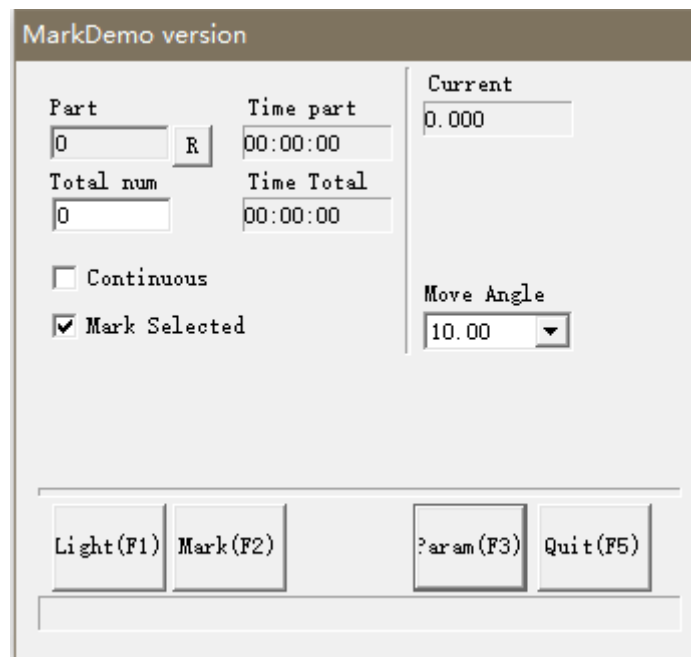 MarkDemo version
Part
Time part
0
R
00:00:00
Total num
Time Total
0
00:00:00
Continuous
Mark Selected
Current
0.000
Move Angle
10.00
Light(F1)
Mark(F2)
Param(F3)
Quit(F5)